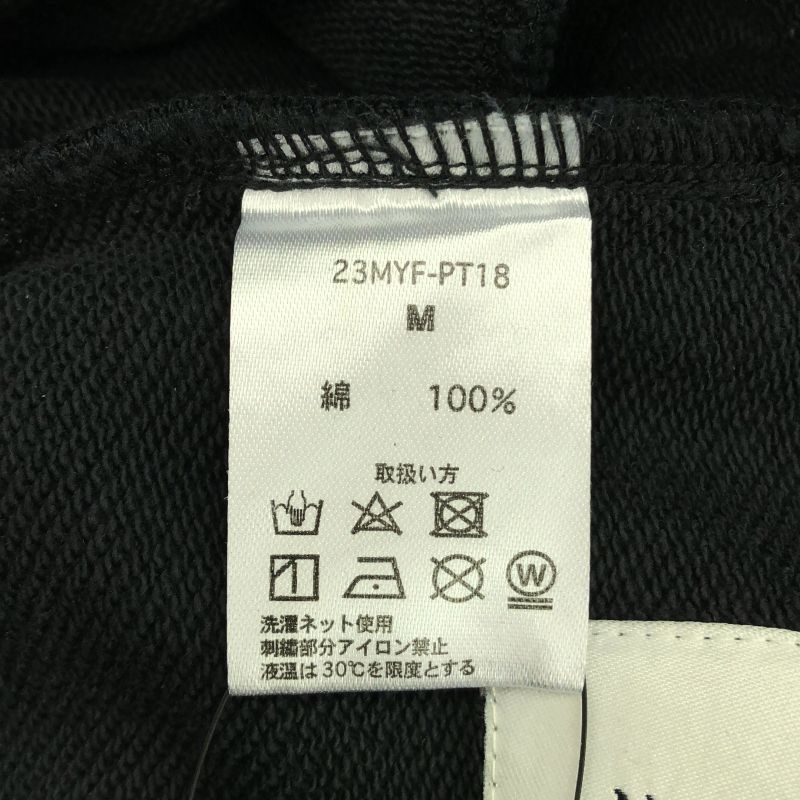 23MYF-PT18
M
綿 100%
取扱い方
W
洗濯ネット使用
刺繍部分アイロン禁止
液温は30℃を限度とする